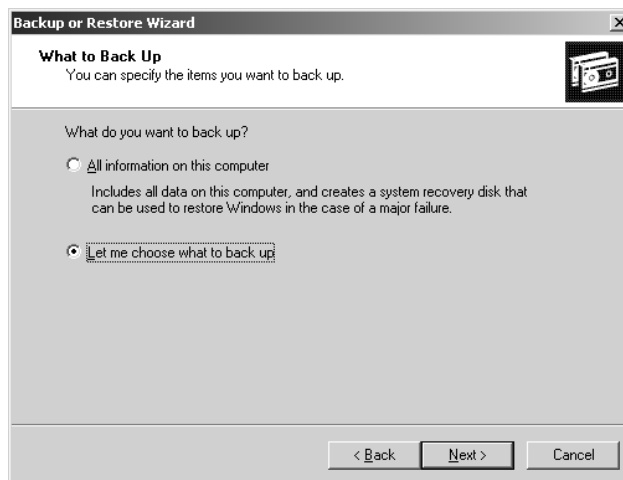 Backup or Restore Wizard
What to Back Up
You can specify the items you want to back up.
What do you want to back up?
All information on this computer
Includes all data on this computer, and creates a system recovery disk that
can be used to restore Windows in the case of a major failure.
Let me choose what to back up
< Back Next > Cancel